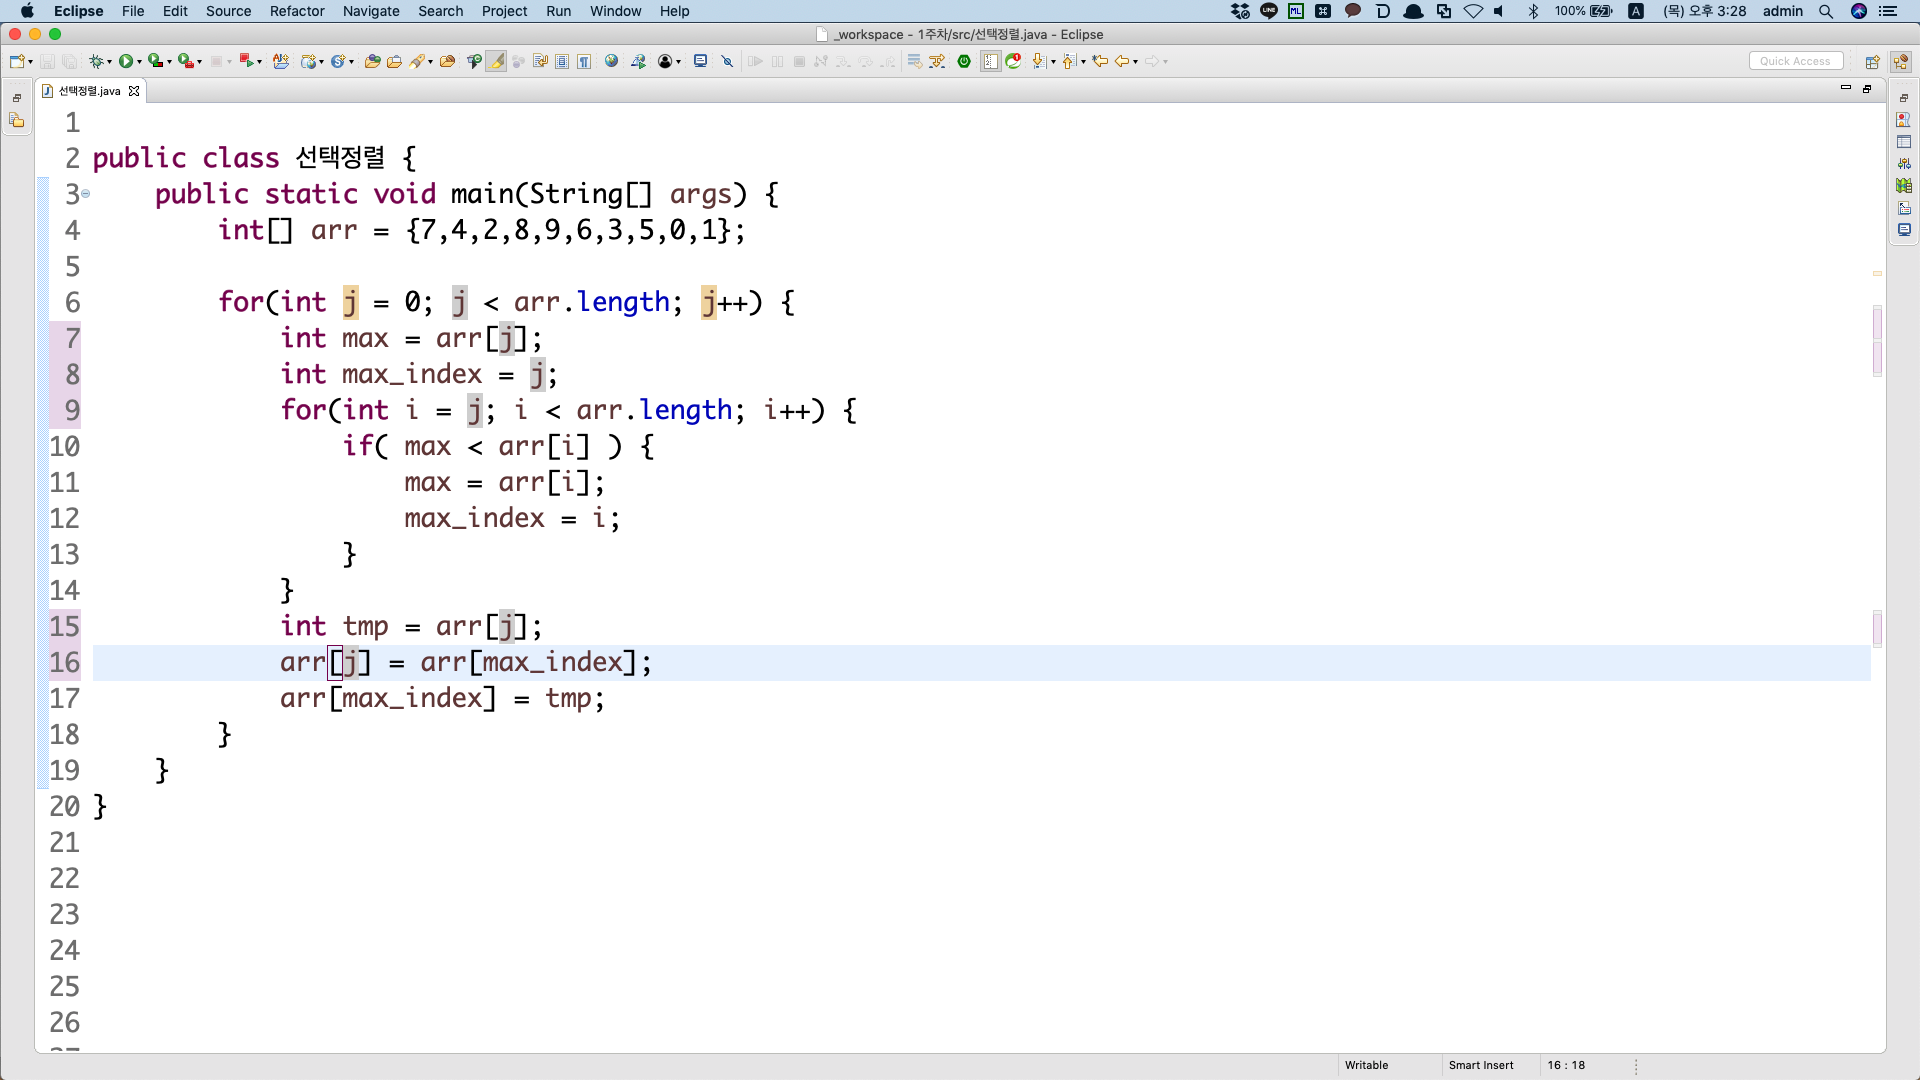 Eclipse File Edit Source Refactor Navigate Search Project Run Window Help 100% A (목) 오후 3:28 admin
_workspace - 1주차/src/선택정렬.java - Eclipse
Quick Access
선택정렬.java
1
2 public class 선택정렬 {
3 public static void main(String[] args) {
4 int[] arr = {7,4,2,8,9,6,3,5,0,1};
5
6 for(int j = 0; j < arr.length; j++) {
7 int max = arr[j];
8 int max_index = j;
9 for(int i = j; i < arr.length; i++) {
10 if( max < arr[i] ) {
11 max = arr[i];
12 max_index = i;
13 }
14 }
15 int tmp = arr[j];
16 arr[j] = arr[max_index];
17 arr[max_index] = tmp;
18 }
19 }
20 }
21
22
23
24
25
26
Writable Smart Insert 16 : 18